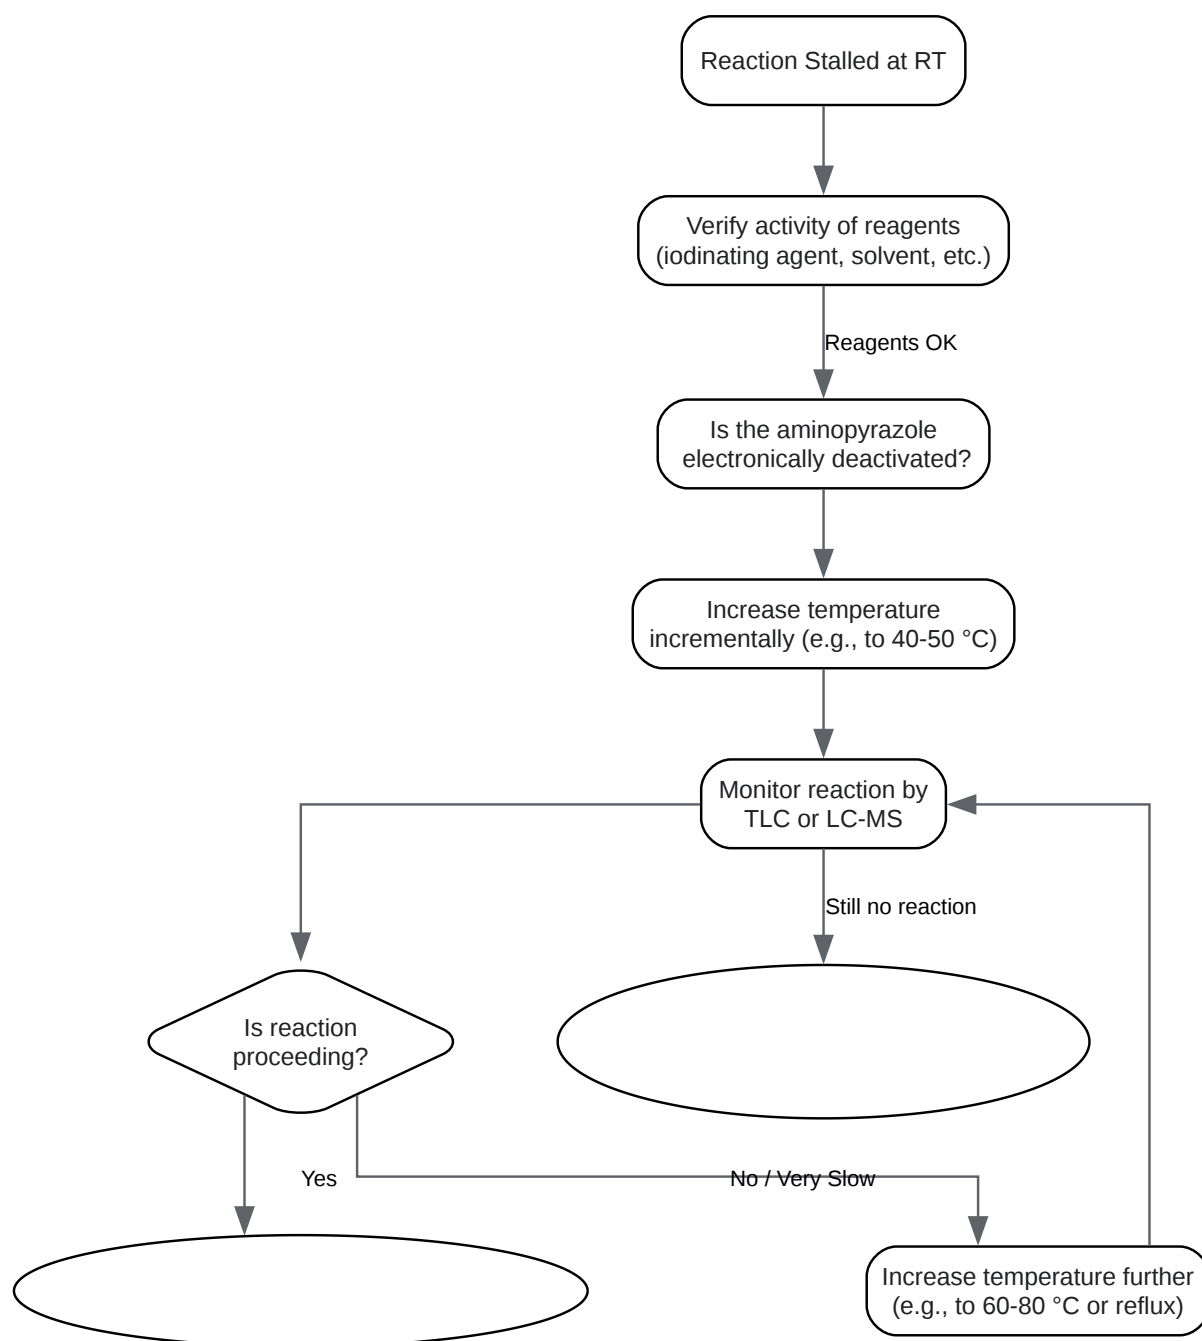 Reaction Stalled at RT
Verify activity of reagents
(iodinating agent, solvent, etc.)
Reagents OK
Is the aminopyrazole
electronically deactivated?
Increase temperature
incrementally (e.g., to 40-50 °C)
Monitor reaction by
TLC or LC-MS
Still no reaction
Is reaction
proceeding?
Yes
No / Very Slow
Increase temperature further
(e.g., to 60-80 °C or reflux)